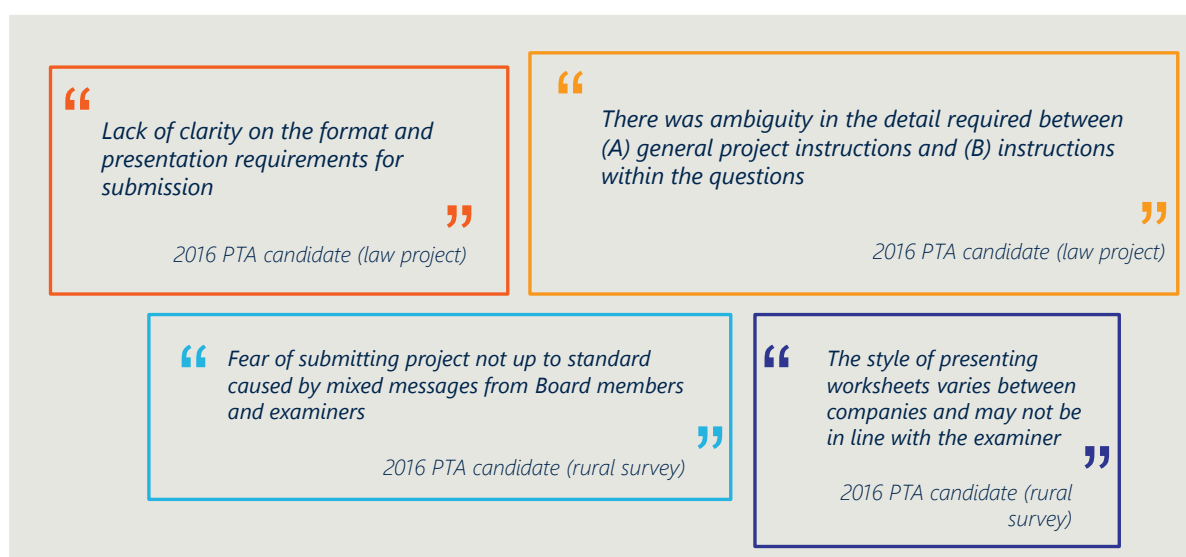 “
Lack of clarity on the format and
presentation requirements for
submission
”
2016 PTA candidate (law project)
“
There was ambiguity in the detail required between
(A) general project instructions and (B) instructions
within the questions
”
2016 PTA candidate (law project)
“ Fear of submitting project not up to standard
caused by mixed messages from Board members
and examiners
”
2016 PTA candidate (rural survey)
“ The style of presenting
worksheets varies between
companies and may not be
in line with the examiner
”
2016 PTA candidate (rural
survey)